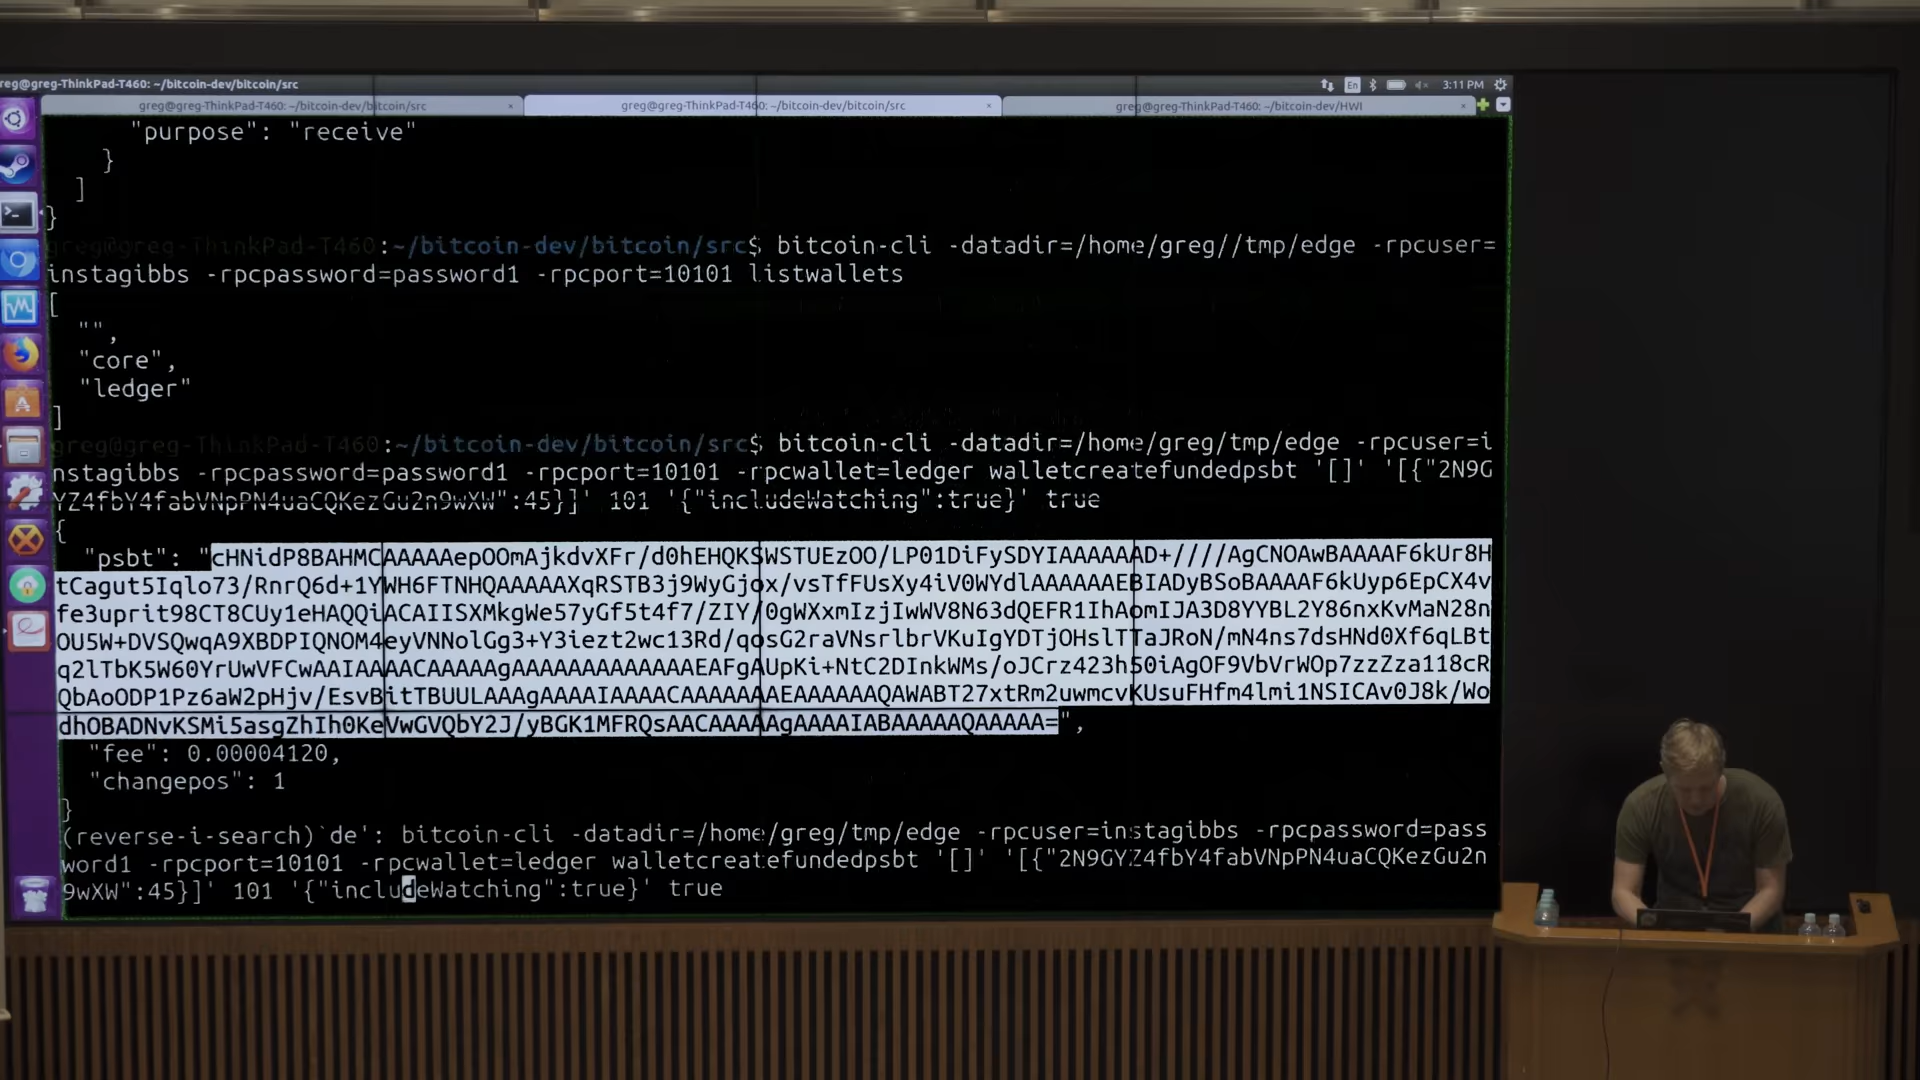 reg@greg-ThinkPad-T460: ~/bitcoin-dev/bitcoin/src
En
3:11 PM
greg@greg-ThinkPad-T460: ~/bitcoin-dev/bitcoin/src
greg@greg-ThinkPad-T460: ~/bitcoin-dev/bitcoin/src
greg@greg-ThinkPad-T460: ~/bitcoin-dev/HWI
"purpose": "receive"
}
]
}
greg@greg-ThinkPad-T460:~/bitcoin-dev/bitcoin/src$ bitcoin-cli -datadir=/home/greg//tmp/edge -rpcuser=
instagibbs -rpcpassword=password1 -rpcport=10101 listwallets
[
"",
"core",
"ledger"
]
greg@greg-ThinkPad-T460:~/bitcoin-dev/bitcoin/src$ bitcoin-cli -datadir=/home/greg/tmp/edge -rpcuser=i
nstagibbs -rpcpassword=password1 -rpcport=10101 -rpcwallet=ledger walletcreatefundedpsbt '[]' '[{"2N9G
YZ4fbY4fabVNpPN4uaCQKezGu2n9wXW":45}]' 101 '{"includeWatching":true}' true
{
"psbt": "cHNidP8BAHMCAAAAAepOOmAjkdvXFr/d0hEHQKSWSTUEzOO/LP01DiFySDYIAAAAAAD+////AgCNOAwBAAAAF6kUr8H
tCagut5Iqlo73/RnrQ6d+1YWH6FTNHQAAAAAXqRSTB3j9WyGjox/vsTfFUsXy4iV0WYdlAAAAAAEBIADyBSoBAAAAF6kUyp6EpCX4v
fe3uprit98CT8CUy1eHAQQiACAIISXMkgWe57yGf5t4f7/ZIY/0gWXxmIzjIwWV8N63dQEFR1IhAomIJA3D8YYBL2Y86nxKvMaN28n
OU5W+DVSQwqA9XBDPIQNOM4eyVNNolGg3+Y3iezt2wc13Rd/qosG2raVNsrlbrVKuIgYDTjOHslTTaJRoN/mN4ns7dsHNd0Xf6qLBt
q2lTbK5W60YrUwVFCwAAIAAAACAAAAAgAAAAAAAAAAAAAAEAFgAUpKi+NtC2DInkWMs/oJCrz423h50iAgOF9VbVrWOp7zzZza118cR
QbAoODP1Pz6aW2pHjv/EsvBitTBUULAAAgAAAAIAAAACAAAAAAAEAAAAAAQAWABT27xtRm2uwmcvKUsuFHfm4lmi1NSICAv0J8k/Wo
dhOBADNvKSMi5asgZhIh0KeVwGVQbY2J/yBGK1MFRQsAACAAAAAgAAAAIABAAAAAQAAAAA=",
"fee": 0.00004120,
"changepos": 1
}
(reverse-i-search)`de': bitcoin-cli -datadir=/home/greg/tmp/edge -rpcuser=instagibbs -rpcpassword=pass
word1 -rpcport=10101 -rpcwallet=ledger walletcreatefundedpsbt '[]' '[{"2N9GYZ4fbY4fabVNpPN4uaCQKezGu2n
9wXW":45}]' 101 '{"includeWatching":true}' true